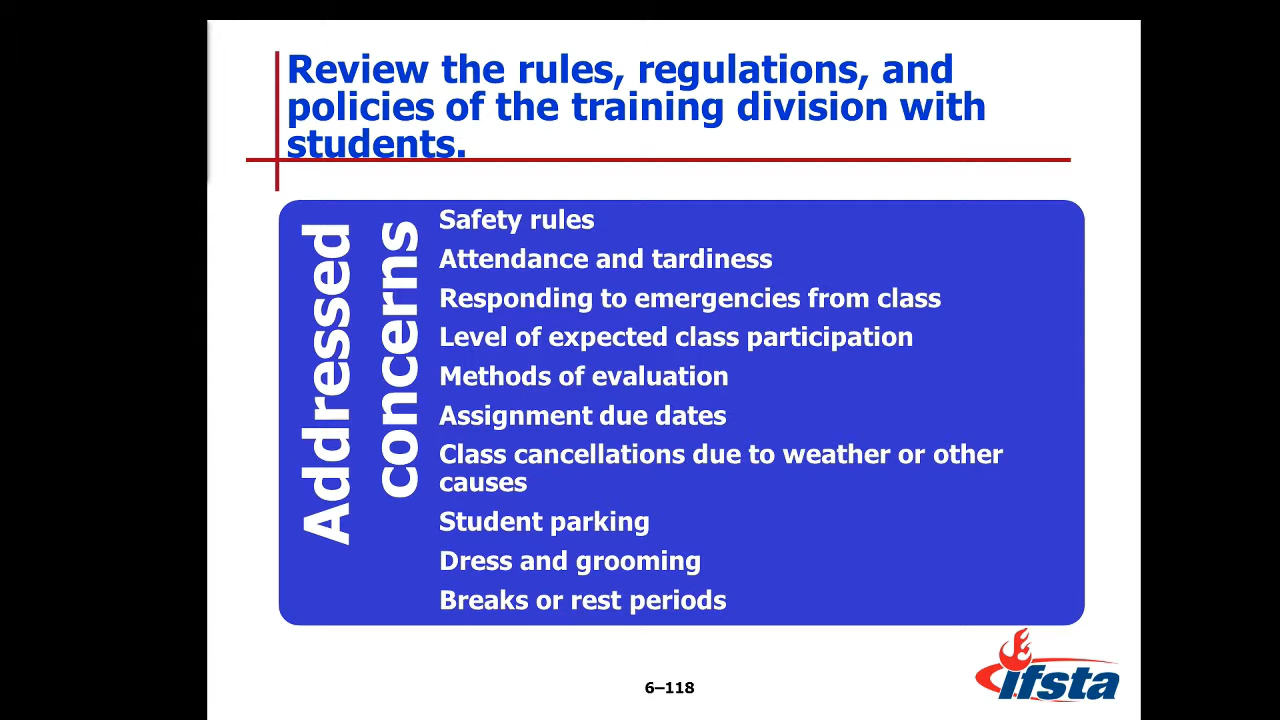 Review the rules, regulations, and
policies of the training division with
students.
Addressed
concerns
Safety rules
Attendance and tardiness
Responding to emergencies from class
Level of expected class participation
Methods of evaluation
Assignment due dates
Class cancellations due to weather or other
causes
Student parking
Dress and grooming
Breaks or rest periods
6–118
ifsta